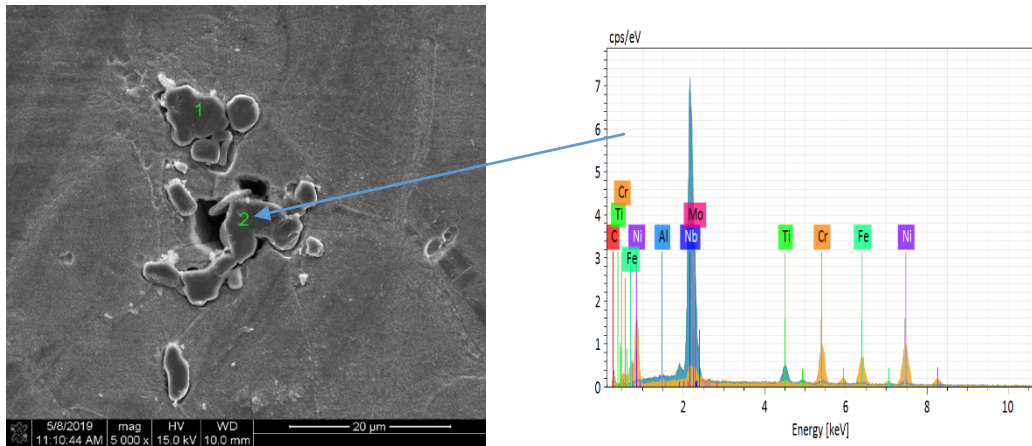 1
2
5/8/2019 mag HV WD
11:10:44 AM 5 000 x 15.0 kV 10.0 mm
20 µm
cps/eV
7
6
5
4
3
2
1
0
Cr
Ti
C Ni Al Nb Mo Ti Cr Fe Ni
Fe
2 4 6 8 10
Energy [keV]